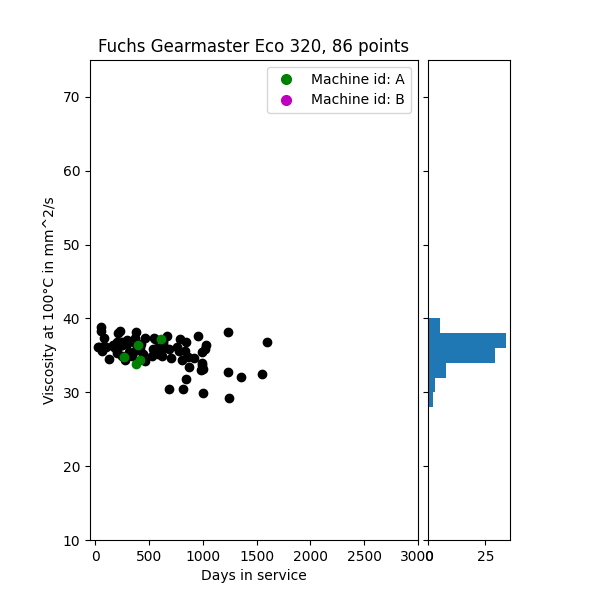 Fuchs Gearmaster Eco 320, 86 points
Machine id: A
Machine id: B
70
60
50
40
30
20
10
Viscosity at 100°C in mm^2/s
0 500 1000 1500 2000 2500 3000
0 25
Days in service